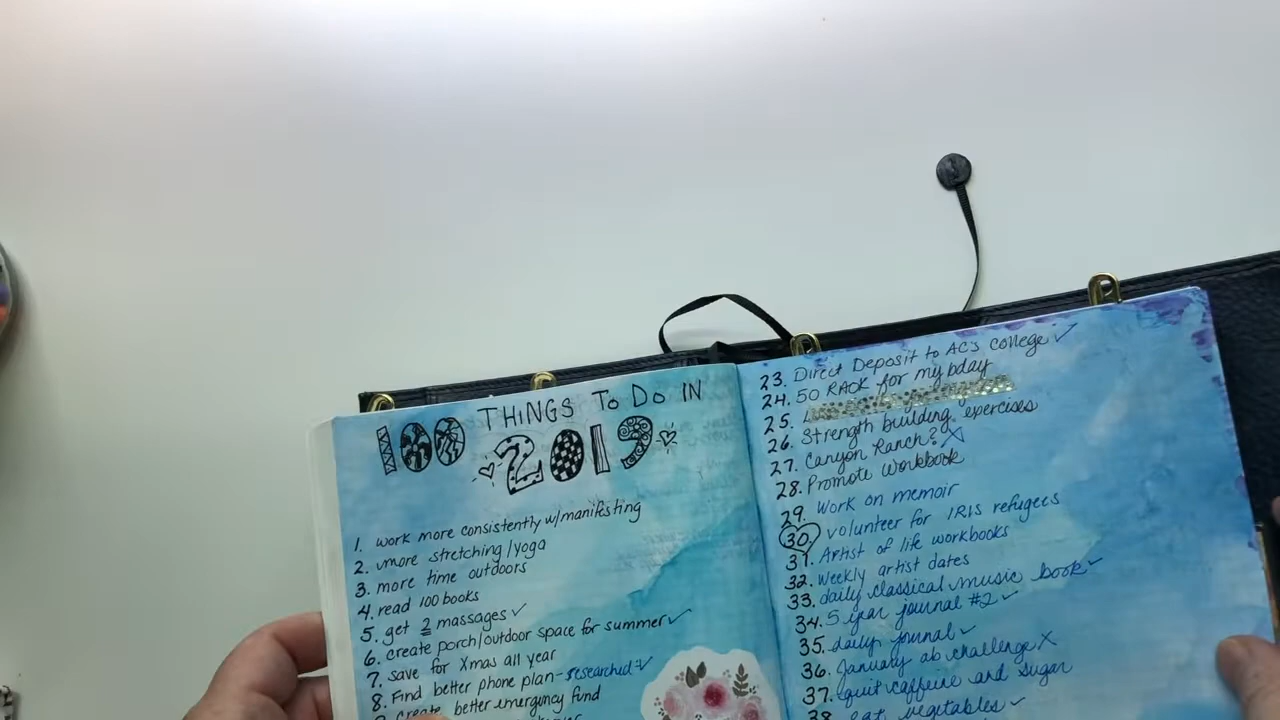 100 THINGS TO DO IN
2019
1. work more consistently w/manifesting
2. more stretching/yoga
3. more time outdoors
4. read 100 books
5. get 2 massages ✓
6. create porch/outdoor space for summer ✓
7. save for Xmas all year
8. Find better phone plan - researched ✓
9. Create better emergency fund
23. Direct Deposit to AC's college ✓
24. 50 RACK for my bday
25.
26. Strength building exercises
27. Canyon Ranch? X
28. Promote Workbook
29. Work on memoir
30. volunteer for IRIS refugees
31. Artist of life workbooks
32. Weekly artist dates
33. daily classical music book ✓
34. 5 year journal #2 ✓
35. daily journal ✓
36. January ab challenge X
37. quit caffeine and sugar
38. eat vegetables ✓